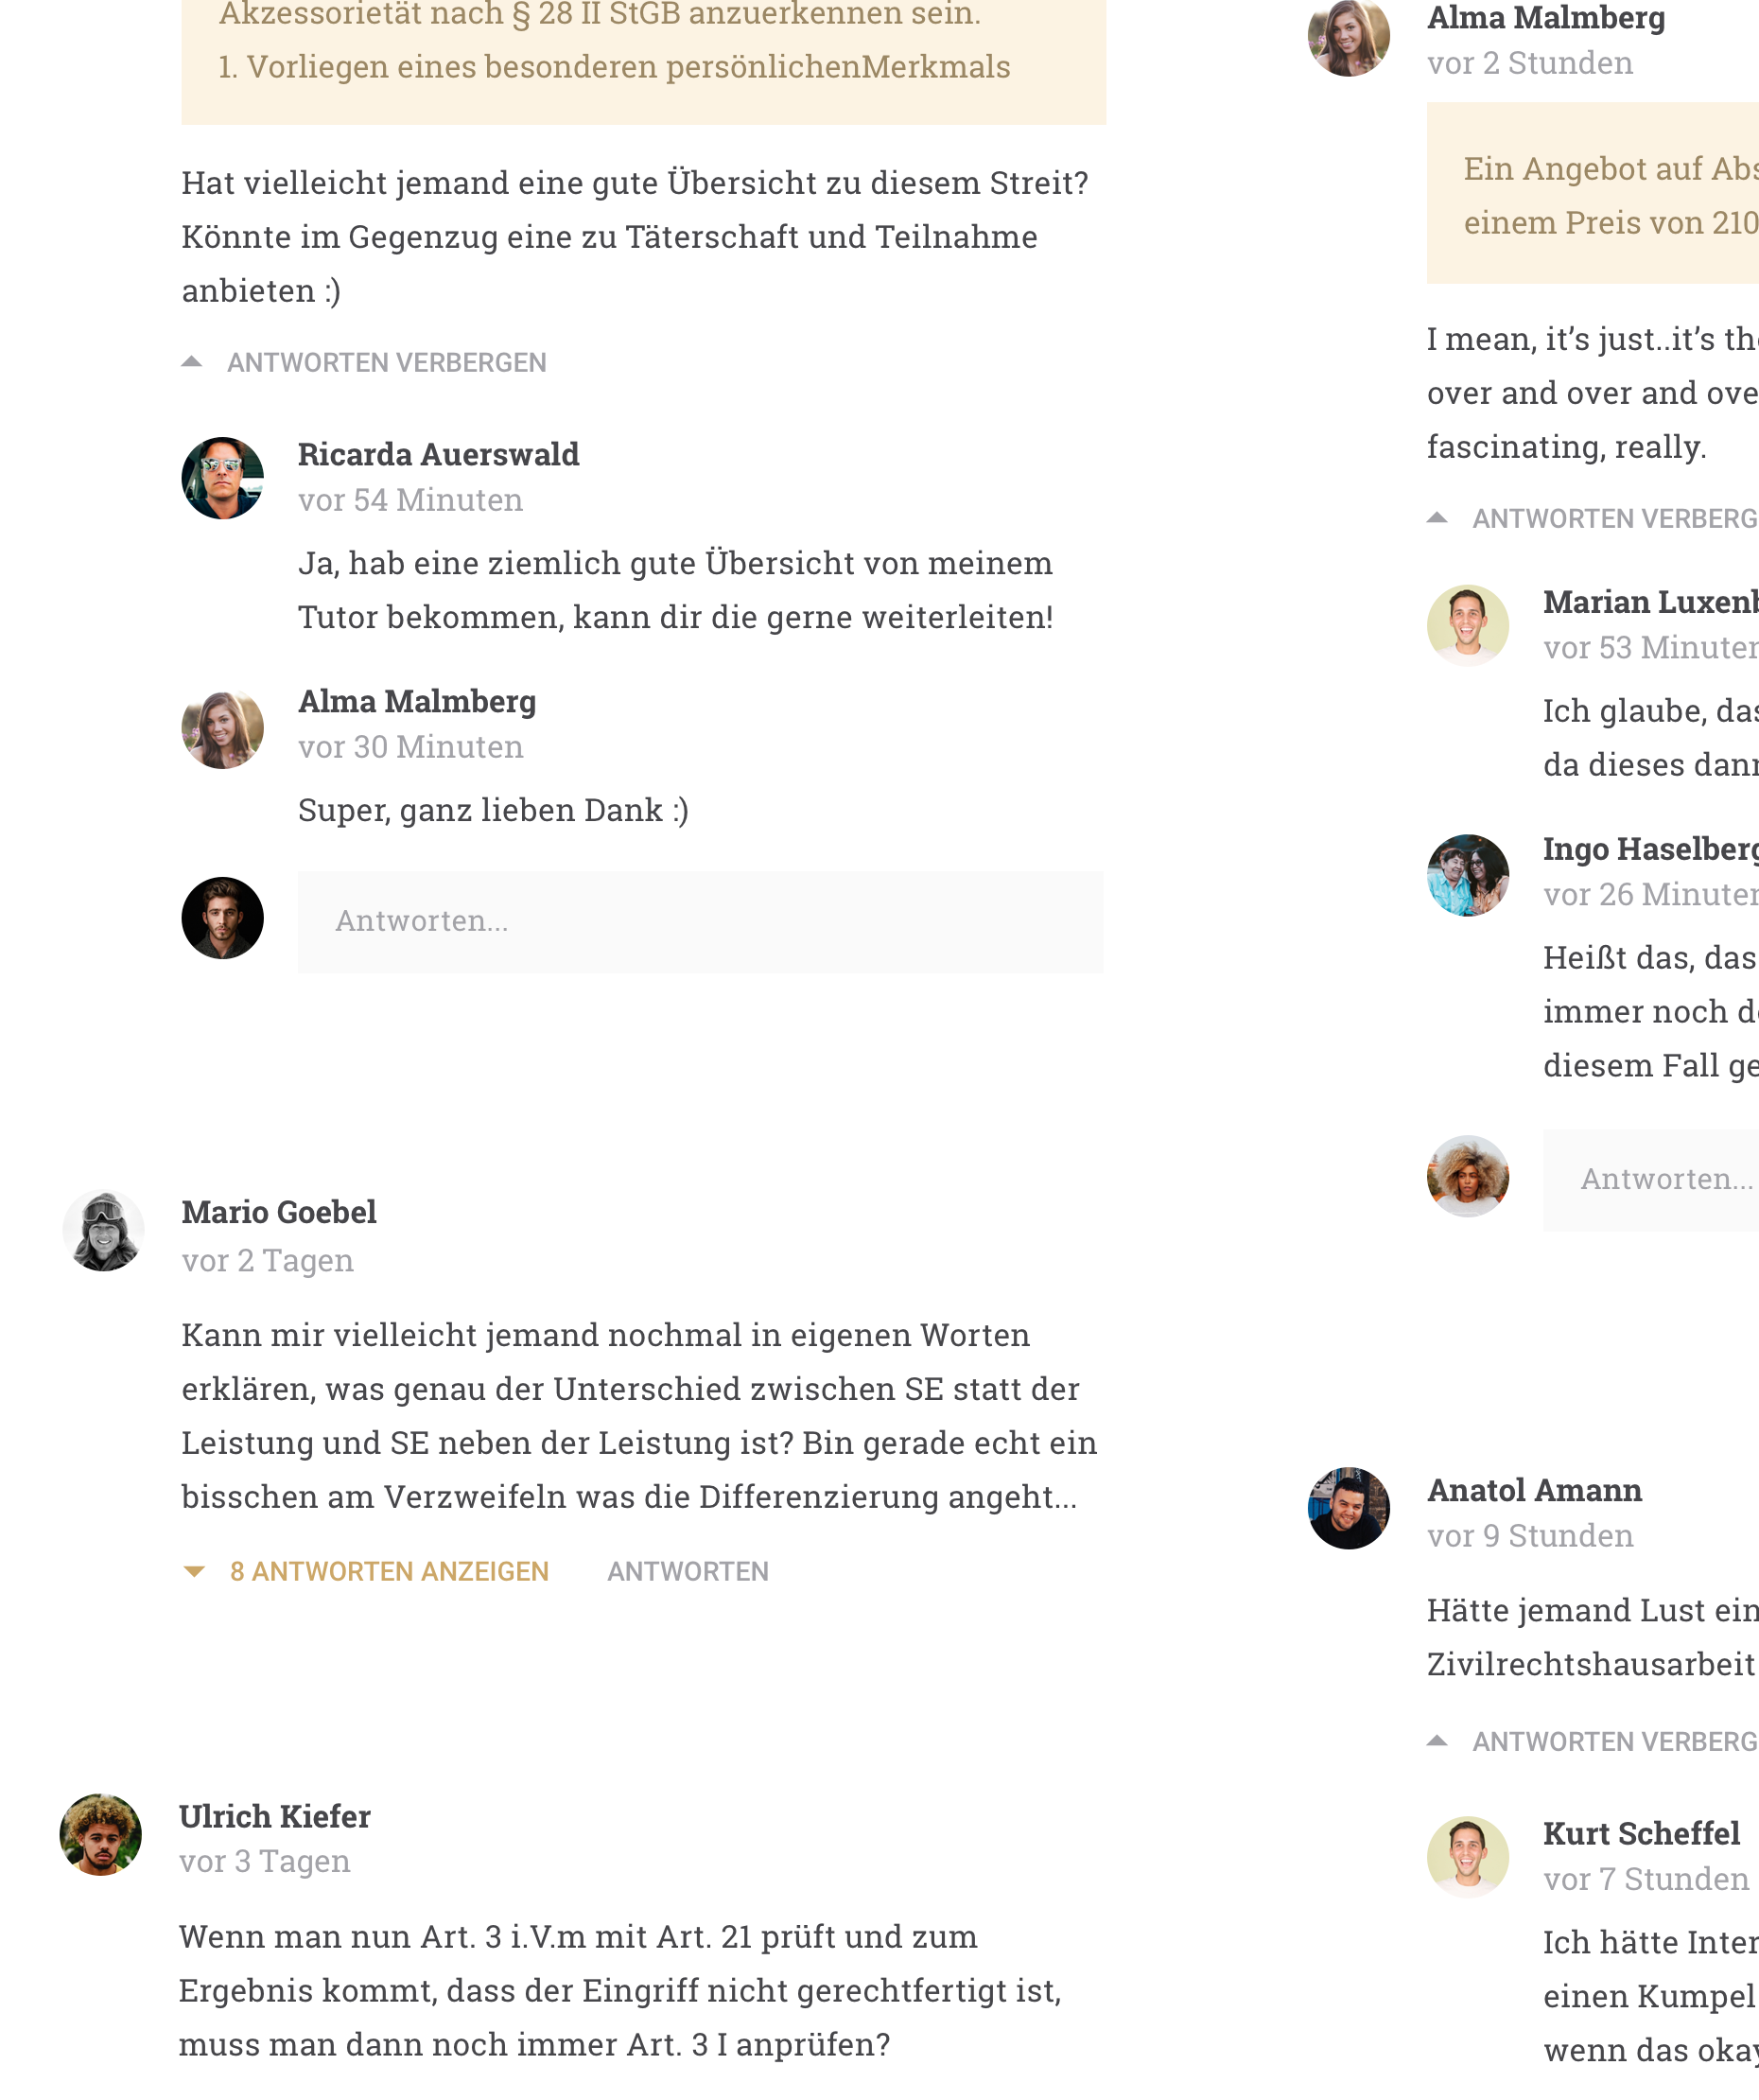 Akzessorietät nach § 28 II StGB anzuerkennen sein.
1. Vorliegen eines besonderen persönlichenMerkmals
Hat vielleicht jemand eine gute Übersicht zu diesem Streit?
Könnte im Gegenzug eine zu Täterschaft und Teilnahme
anbieten :)
ANTWORTEN VERBERGEN
Ricarda Auerswald
vor 54 Minuten
Ja, hab eine ziemlich gute Übersicht von meinem
Tutor bekommen, kann dir die gerne weiterleiten!
Alma Malmberg
vor 30 Minuten
Super, ganz lieben Dank :)
Antworten...
Mario Goebel
vor 2 Tagen
Kann mir vielleicht jemand nochmal in eigenen Worten
erklären, was genau der Unterschied zwischen SE statt der
Leistung und SE neben der Leistung ist? Bin gerade echt ein
bisschen am Verzweifeln was die Differenzierung angeht...
8 ANTWORTEN ANZEIGEN ANTWORTEN
Ulrich Kiefer
vor 3 Tagen
Wenn man nun Art. 3 i.V.m mit Art. 21 prüft und zum
Ergebnis kommt, dass der Eingriff nicht gerechtfertigt ist,
muss man dann noch immer Art. 3 I anprüfen?
Alma Malmberg
vor 2 Stunden
Ein Angebot auf Abs
einem Preis von 210
I mean, it’s just..it’s th
over and over and ove
fascinating, really.
ANTWORTEN VERBERG
Marian Luxenb
vor 53 Minuten
Ich glaube, das
da dieses dann
Ingo Haselberg
vor 26 Minuten
Heißt das, das
immer noch de
diesem Fall ge
Antworten...
Anatol Amann
vor 9 Stunden
Hätte jemand Lust ein
Zivilrechtshausarbeit
ANTWORTEN VERBERG
Kurt Scheffel
vor 7 Stunden
Ich hätte Inter
einen Kumpel
wenn das okay